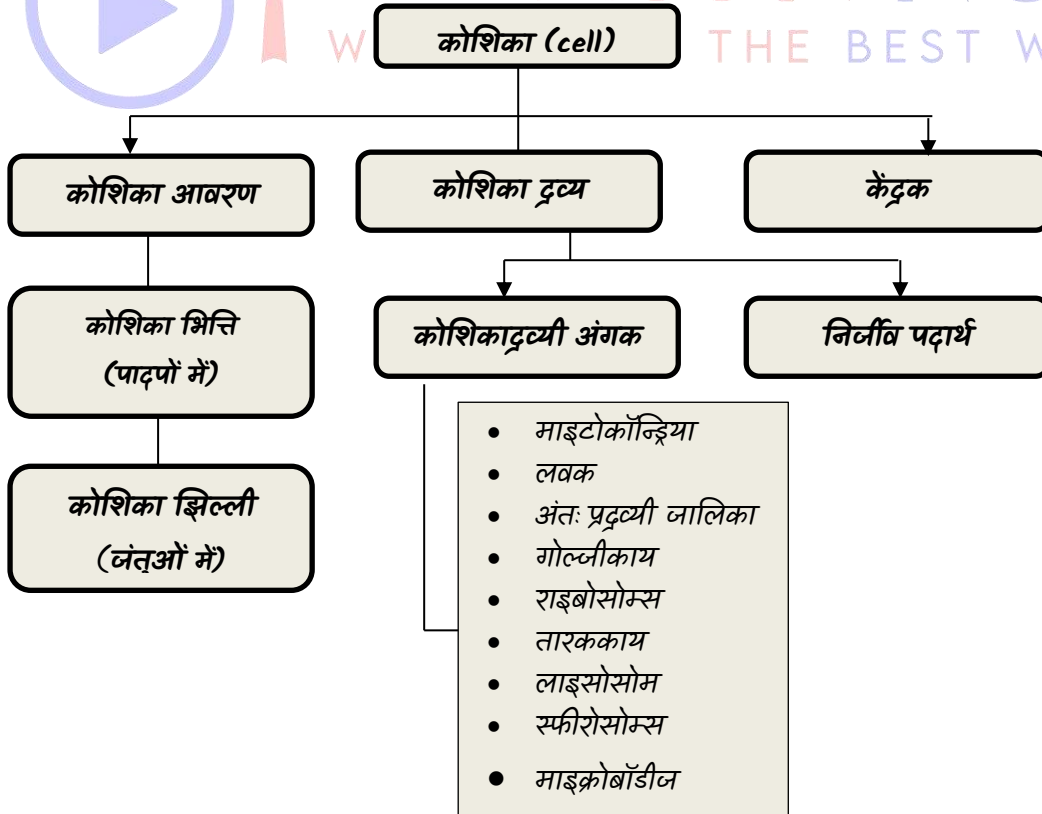 कोशिका (cell)
W THE BEST W
कोशिका आवरण
कोशिका द्रव्य
केंद्रक
कोशिका भित्ति
(पादपों में)
कोशिकाद्रव्यी अंगक
निर्जीव पदार्थ
कोशिका झिल्ली
(जंतुओं में)
• माइटोकॉन्ड्रिया
• लवक
• अंतः प्रद्रव्यी जालिका
• गोल्जीकाय
• राइबोसोम्स
• तारककाय
• लाइसोसोम
• स्फीरोसोम्स
• माइक्रोबॉडीज